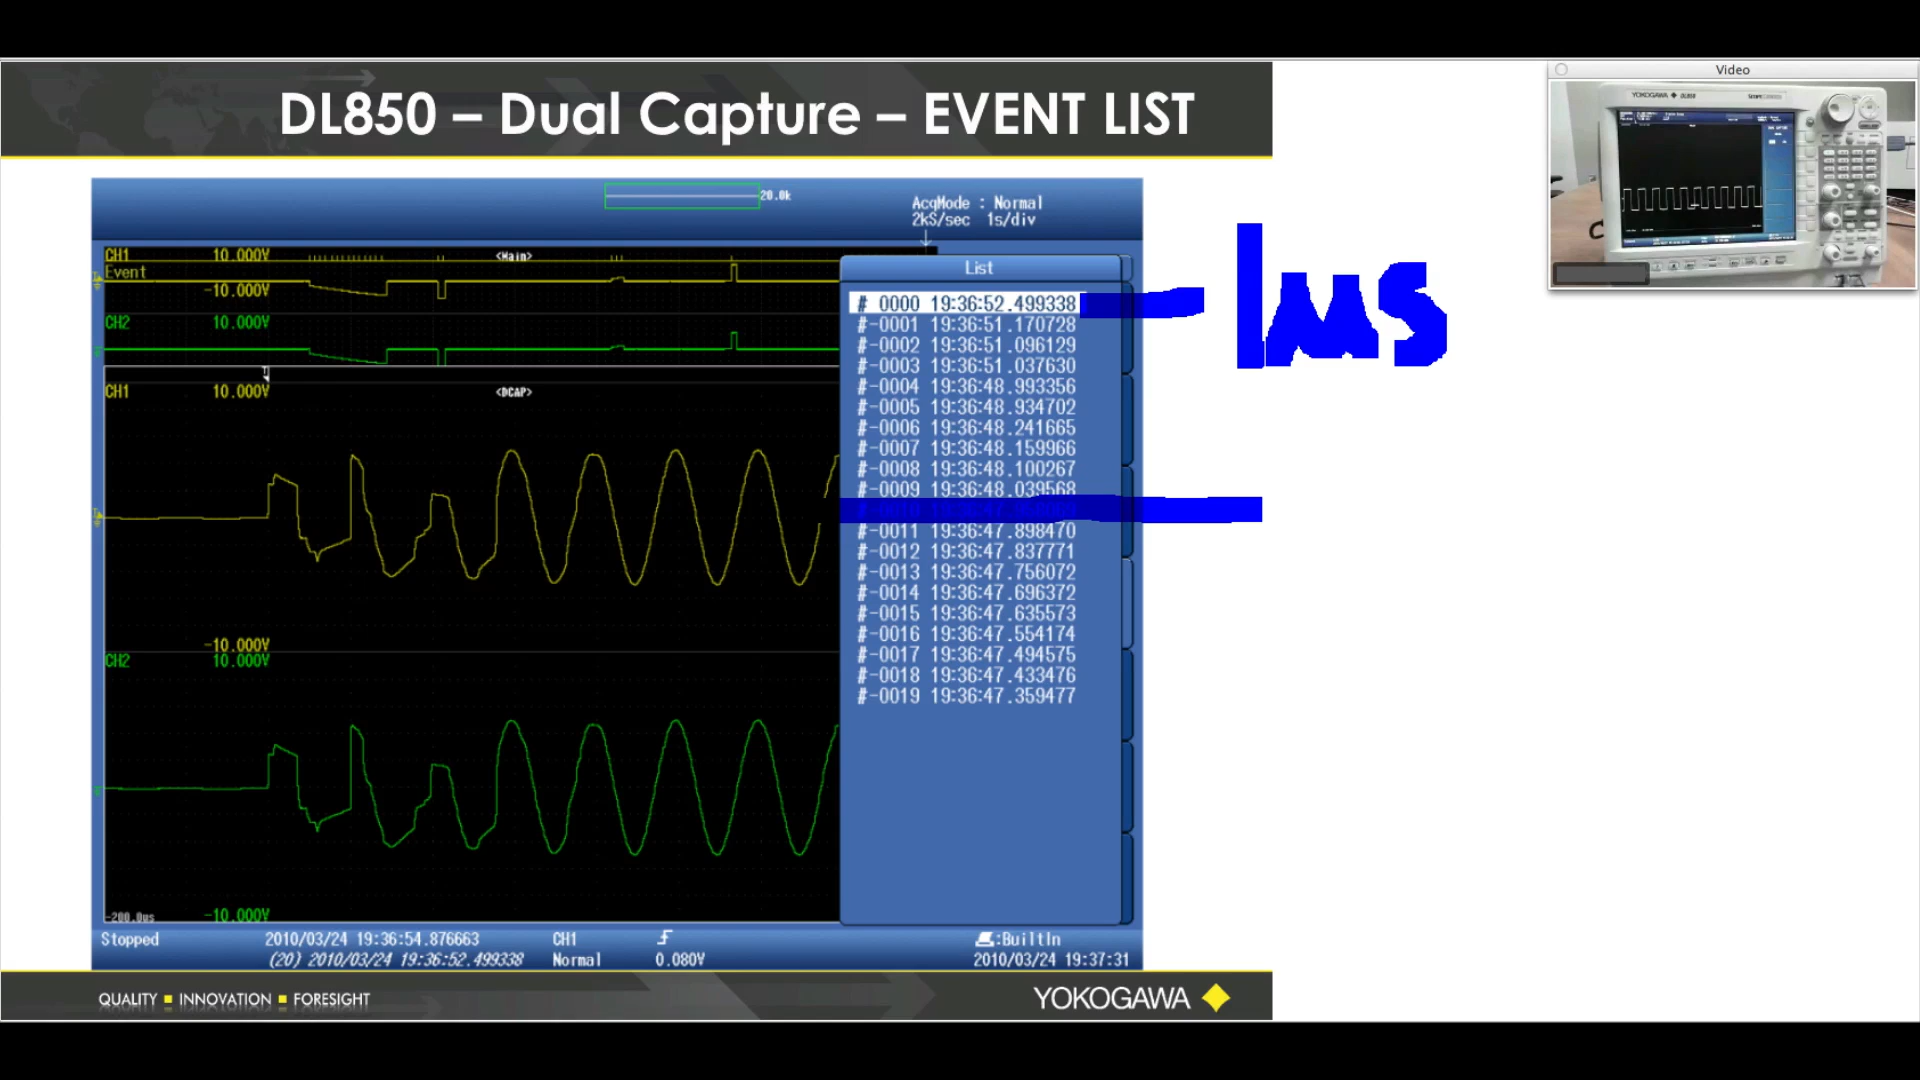 DL850 – Dual Capture – EVENT LIST
Video
YOKOGAWA DL850
20.0k
AcqMode : Normal
2kS/sec 1s/div
CH1 10.000V <Main>
Event
-10.000V
CH2 10.000V
CH1 10.000V <DCAP>
-10.000V
CH2 10.000V
-200.0us -10.000V
List
# 0000 19:36:52.499338
#-0001 19:36:51.170728
#-0002 19:36:51.096129
#-0003 19:36:51.037630
#-0004 19:36:48.993356
#-0005 19:36:48.934702
#-0006 19:36:48.241665
#-0007 19:36:48.159966
#-0008 19:36:48.100267
#-0009 19:36:48.039568
#-0011 19:36:47.898470
#-0012 19:36:47.837771
#-0013 19:36:47.756072
#-0014 19:36:47.696372
#-0015 19:36:47.635573
#-0016 19:36:47.554174
#-0017 19:36:47.494575
#-0018 19:36:47.433476
#-0019 19:36:47.359477
1ms
Stopped 2010/03/24 19:36:54.876663 CH1 :BuiltIn
(20) 2010/03/24 19:36:52.499338 Normal 0.080V 2010/03/24 19:37:31
QUALITY ■ INNOVATION ■ FORESIGHT
YOKOGAWA